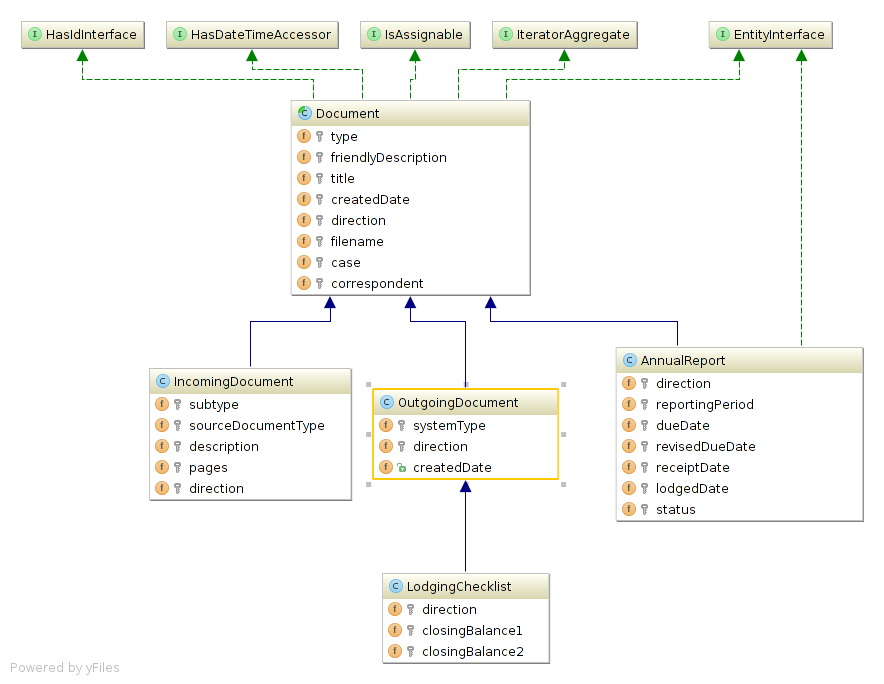 HasIdInterface
HasDateTimeAccessor
IsAssignable
IteratorAggregate
EntityInterface
Document
type
friendlyDescription
title
createdDate
direction
filename
case
correspondent
IncomingDocument
subtype
sourceDocumentType
description
pages
direction
OutgoingDocument
systemType
direction
createdDate
AnnualReport
direction
reportingPeriod
dueDate
revisedDueDate
receiptDate
lodgedDate
status
LodgingChecklist
direction
closingBalance1
closingBalance2
Powered by yFiles